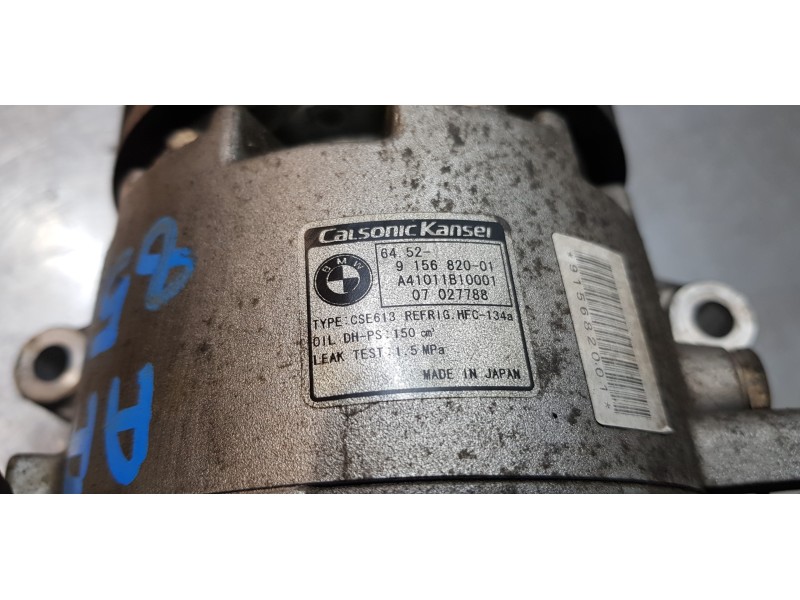 Calsonic Kansei
BMW
64.52-
9 156 820-01
A41011B10001
07 027788
TYPE: CSE613 REFRIG. HFC-134a
OIL DH-PS: 150 cm³
LEAK TEST: 1.5 MPa
MADE IN JAPAN
*915682001*